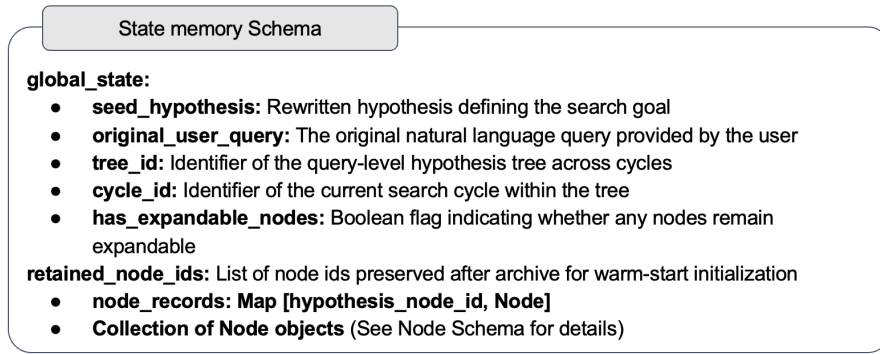 State memory Schema
global_state:
● seed_hypothesis: Rewritten hypothesis defining the search goal
● original_user_query: The original natural language query provided by the user
● tree_id: Identifier of the query-level hypothesis tree across cycles
● cycle_id: Identifier of the current search cycle within the tree
● has_expandable_nodes: Boolean flag indicating whether any nodes remain
expandable
retained_node_ids: List of node ids preserved after archive for warm-start initialization
● node_records: Map [hypothesis_node_id, Node]
● Collection of Node objects (See Node Schema for details)